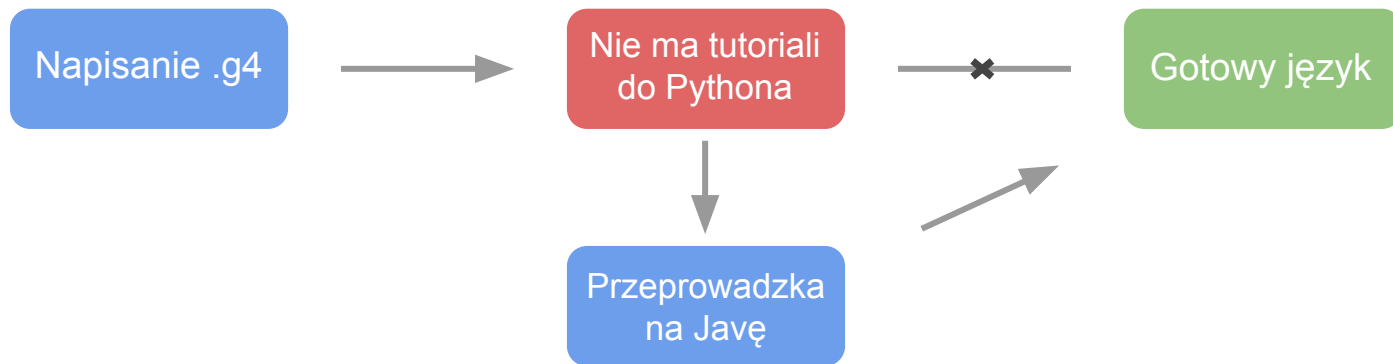 Napisanie .g4
Nie ma tutoriali
do Pythona
Gotowy język
Przeprowadzka
na Javę